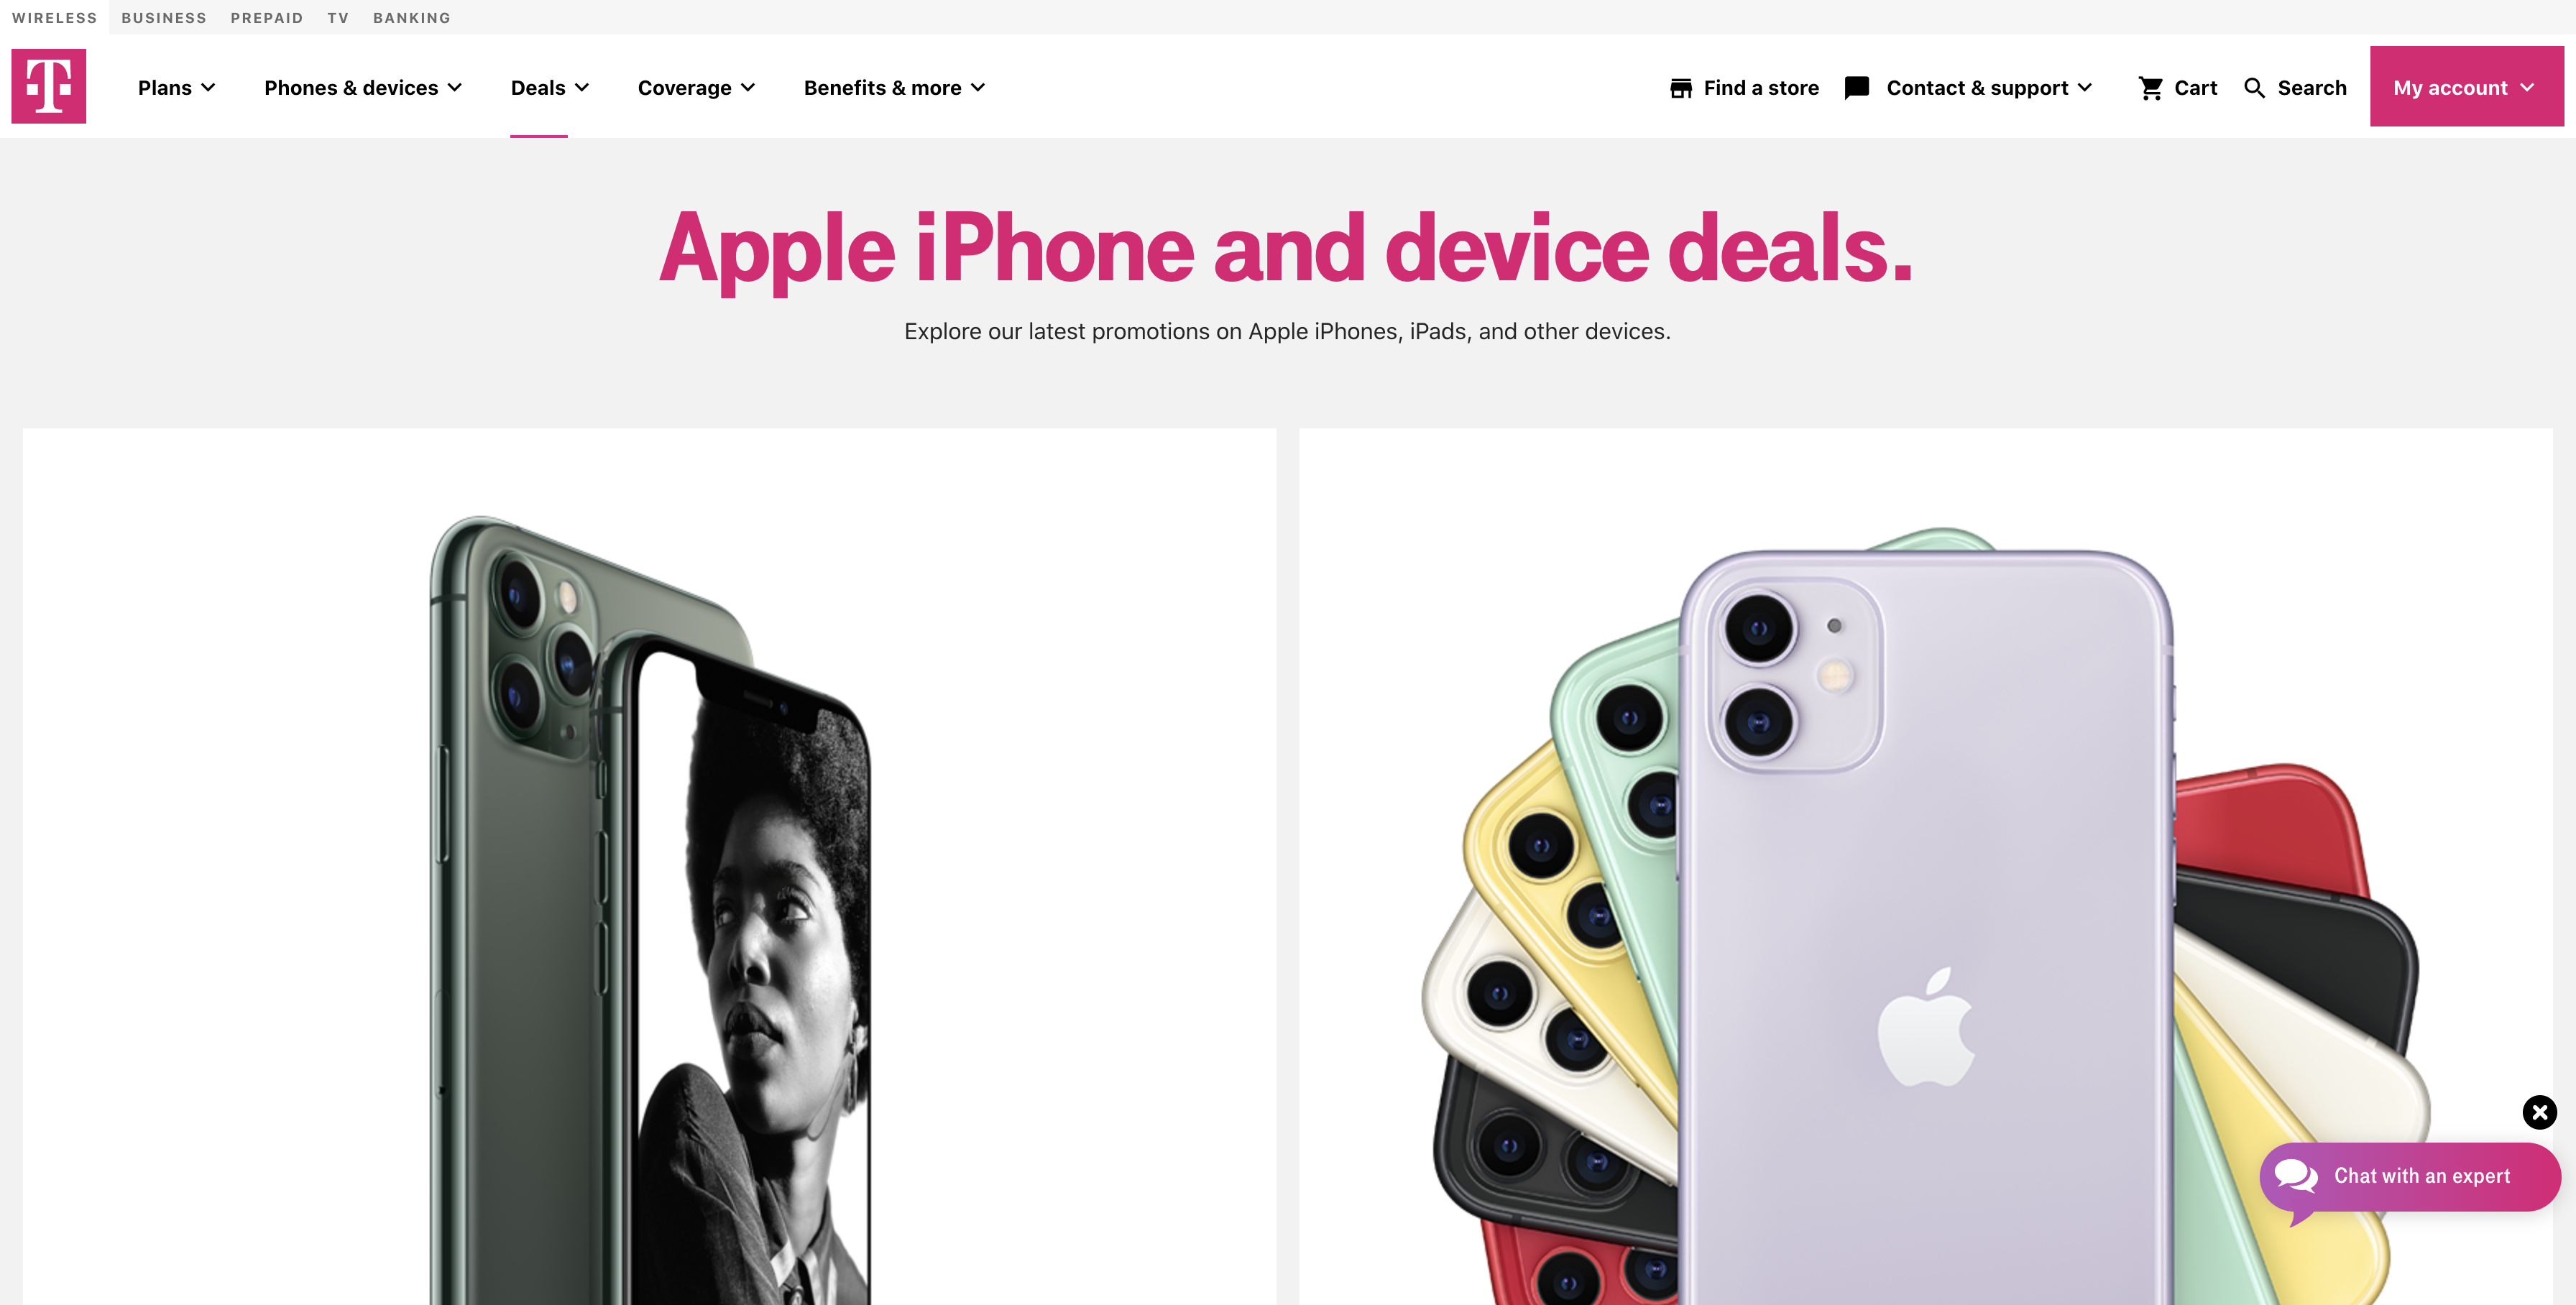 WIRELESS BUSINESS PREPAID TV BANKING
T Plans Phones & devices Deals Coverage Benefits & more Find a store Contact & support Cart Search My account
Apple iPhone and device deals.
Explore our latest promotions on Apple iPhones, iPads, and other devices.
Chat with an expert